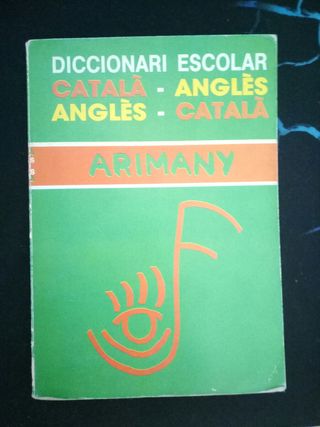 DICCIONARI ESCOLAR
CATALÀ - ANGLÈS
ANGLÈS - CATALÀ
ARIMANY